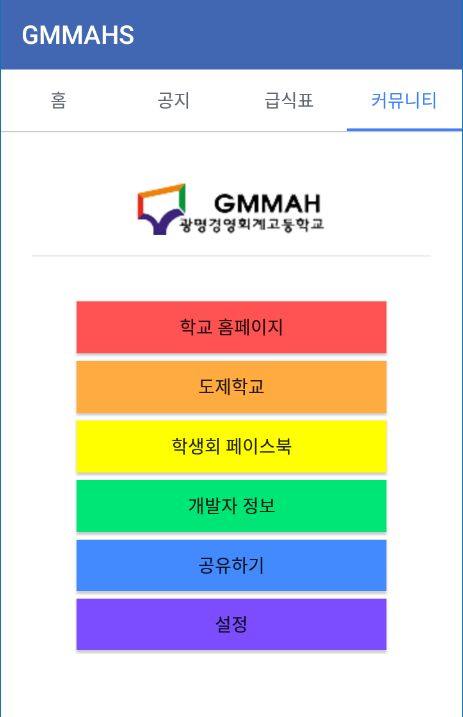 GMMAHS
홈 공지 급식표 커뮤니티
GMMAH
광명경영회계고등학교
학교 홈페이지
도제학교
학생회 페이스북
개발자 정보
공유하기
설정